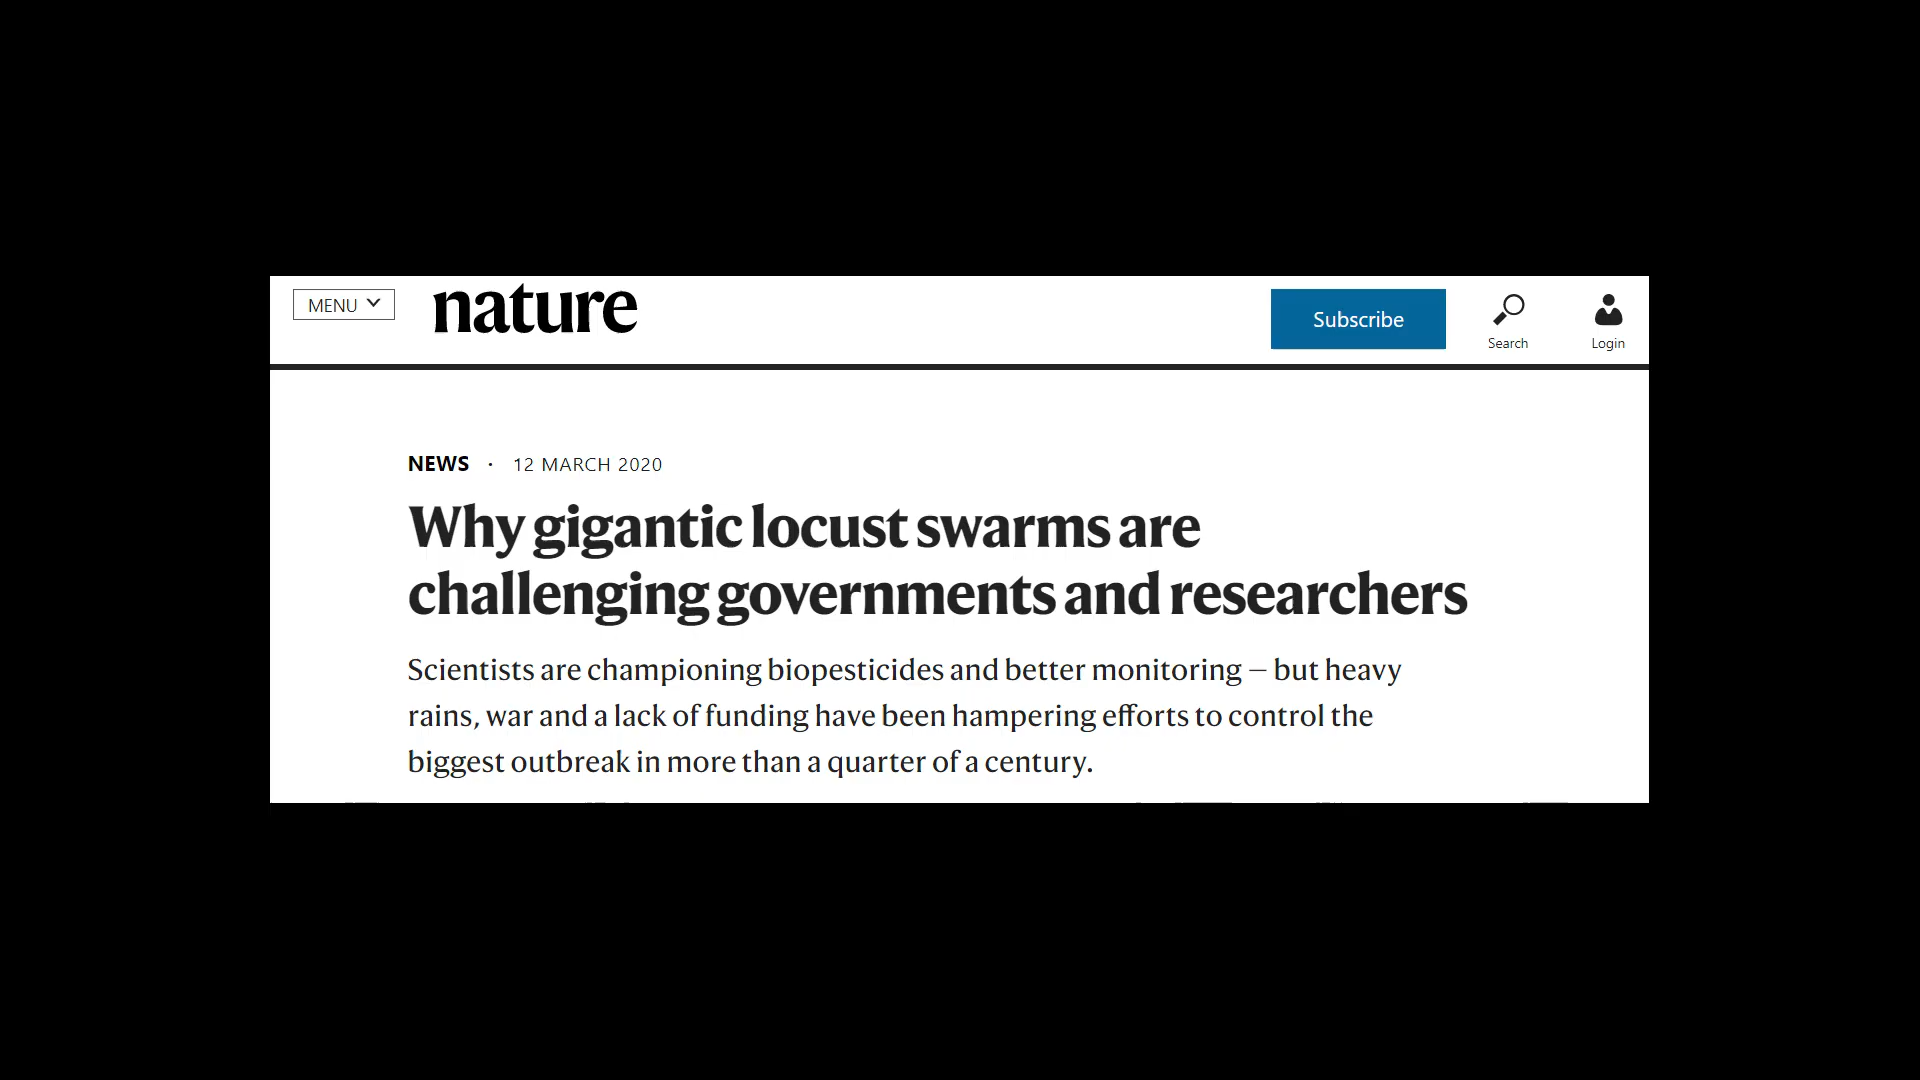 MENU
nature
Subscribe
Search
Login
NEWS · 12 MARCH 2020
Why gigantic locust swarms are
challenging governments and researchers
Scientists are championing biopesticides and better monitoring — but heavy
rains, war and a lack of funding have been hampering efforts to control the
biggest outbreak in more than a quarter of a century.